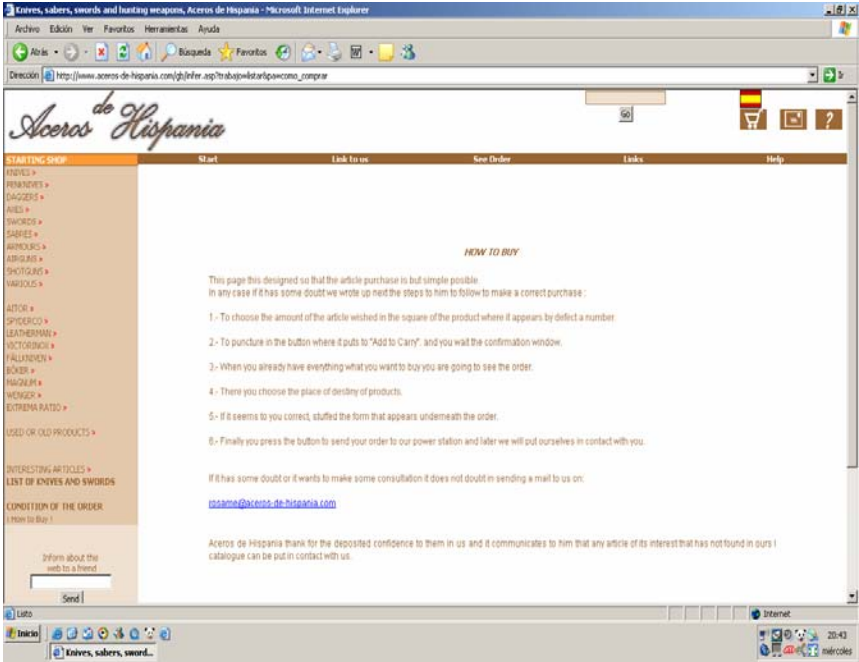 Knives, sabers, swords and hunting weapons, Aceros de Hispania - Microsoft Internet Explorer
Archivo Edición Ver Favoritos Herramientas Ayuda
Atrás Búsqueda Favoritos
Dirección http://www.aceros-de-hispania.com/gb/infer.asp?trabajo=listar&paw=como_comprar Ir
Aceros de Hispania
GO
STARTING SHOP Start Link to us See Order Links Help
KNIVES »
PENKNIVES »
DAGGERS »
AXES »
SWORDS »
SABRES »
ARMOURS »
AIRGUNS »
SHOTGUNS »
VARIOUS »
AITOR »
SPYDERCO »
LEATHERMAN »
VICTORINOX »
FÄLLKNIVEN »
BÖKER »
MAGNUM »
WENGER »
EXTREMA RATIO »
USED OR OLD PRODUCTS »
INTERESTING ARTICLES »
LIST OF KNIVES AND SWORDS
CONDITION OF THE ORDER
¡ How to Buy !
Inform about the
web to a friend
Send
HOW TO BUY
This page this designed so that the article purchase is but simple posible.
In any case if it has some doubt we wrote up next the steps to him to follow to make a correct purchase :
1.- To choose the amount of the article wished in the square of the product where it appears by defect a number.
2.- To puncture in the button where it puts to "Add to Carry", and you wait the confirmation window.
3.- When you already have everything what you want to buy you are going to see the order.
4.- There you choose the place of destiny of products.
5.- If it seems to you correct, stuffed the form that appears underneath the order.
6.- Finally you press the button to send your order to our power station and later we will put ourselves in contact with you.
If it has some doubt or it wants to make some consultation it does not doubt in sending a mail to us on:
rosame@aceros-de-hispania.com
Aceros de Hispania thank for the deposited confidence to them in us and it communicates to him that any article of its interest that has not found in ours l
catalogue can be put in contact with us.
Listo Internet
Inicio 20:43
Knives, sabers, sword... miércoles